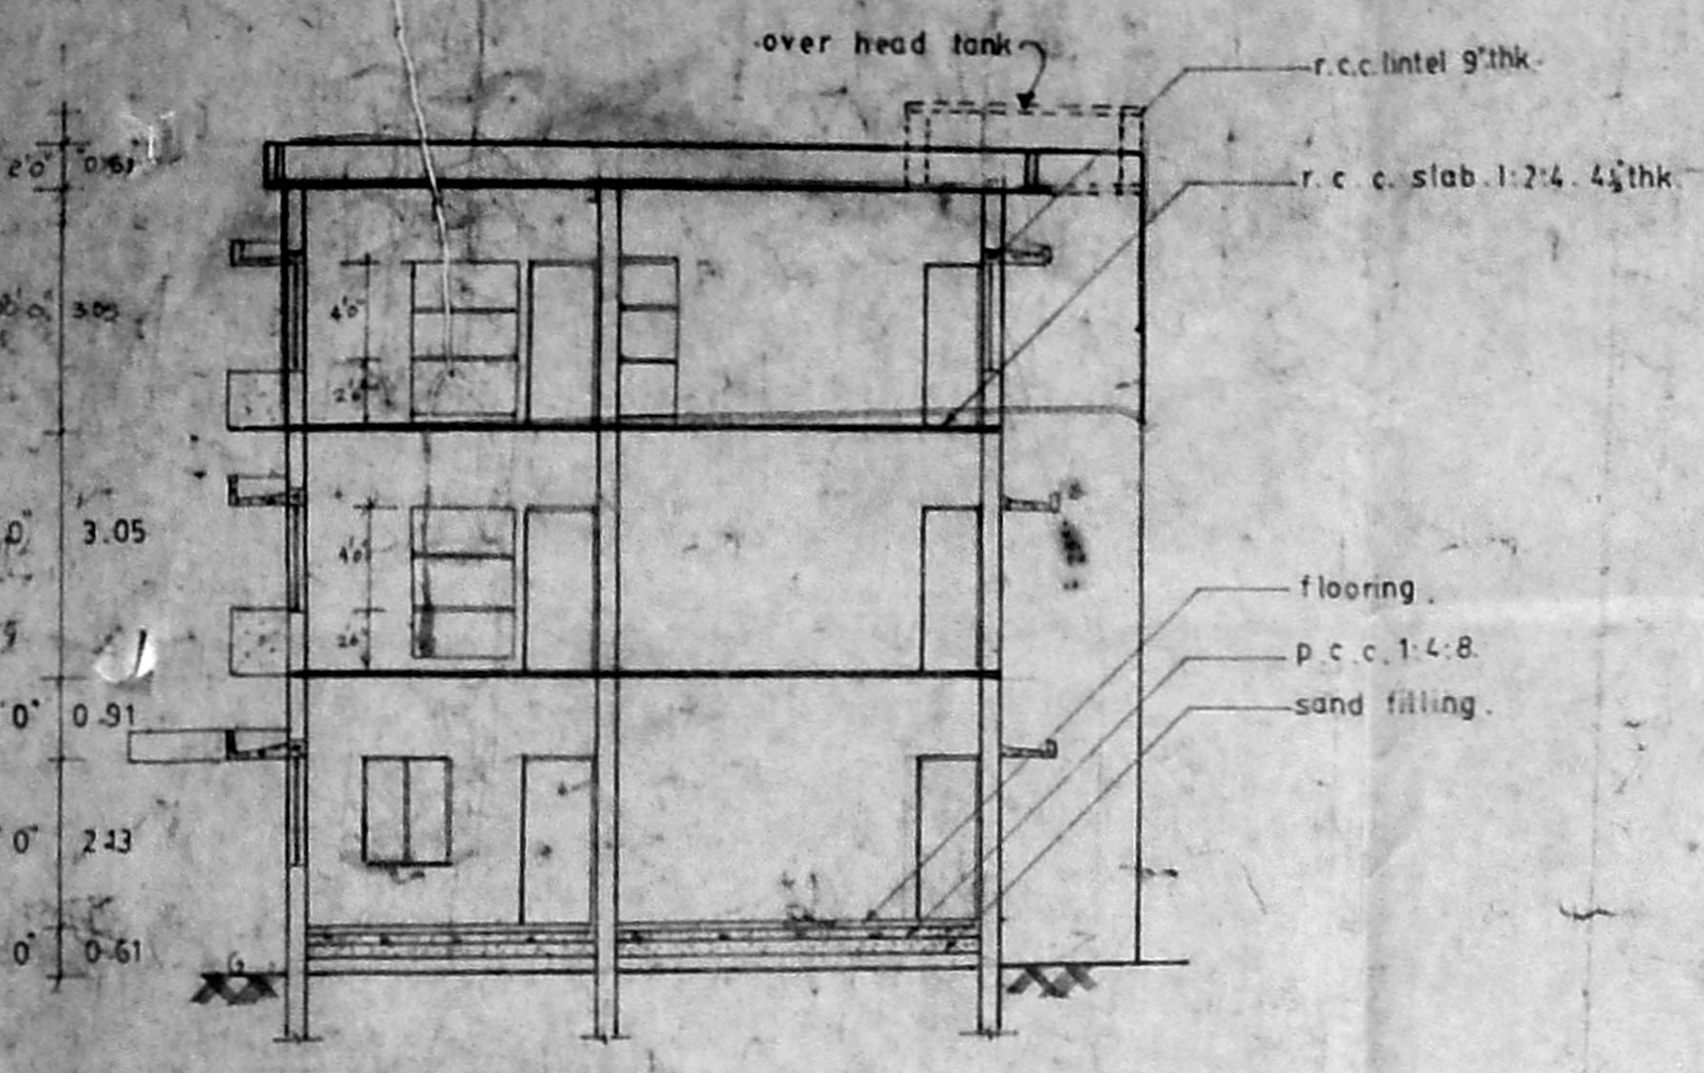 over head tank
r.c.c. lintel 9" thk.
2'0" 0.61
r.c.c. slab.1:2:4. 4½" thk.
4'0"
3.05
2'6"
0" 3.05
4'0"
flooring.
2'6"
p.c.c. 1:4:8.
0" 0.91
sand filling.
0" 2.13
0" 0.61
G